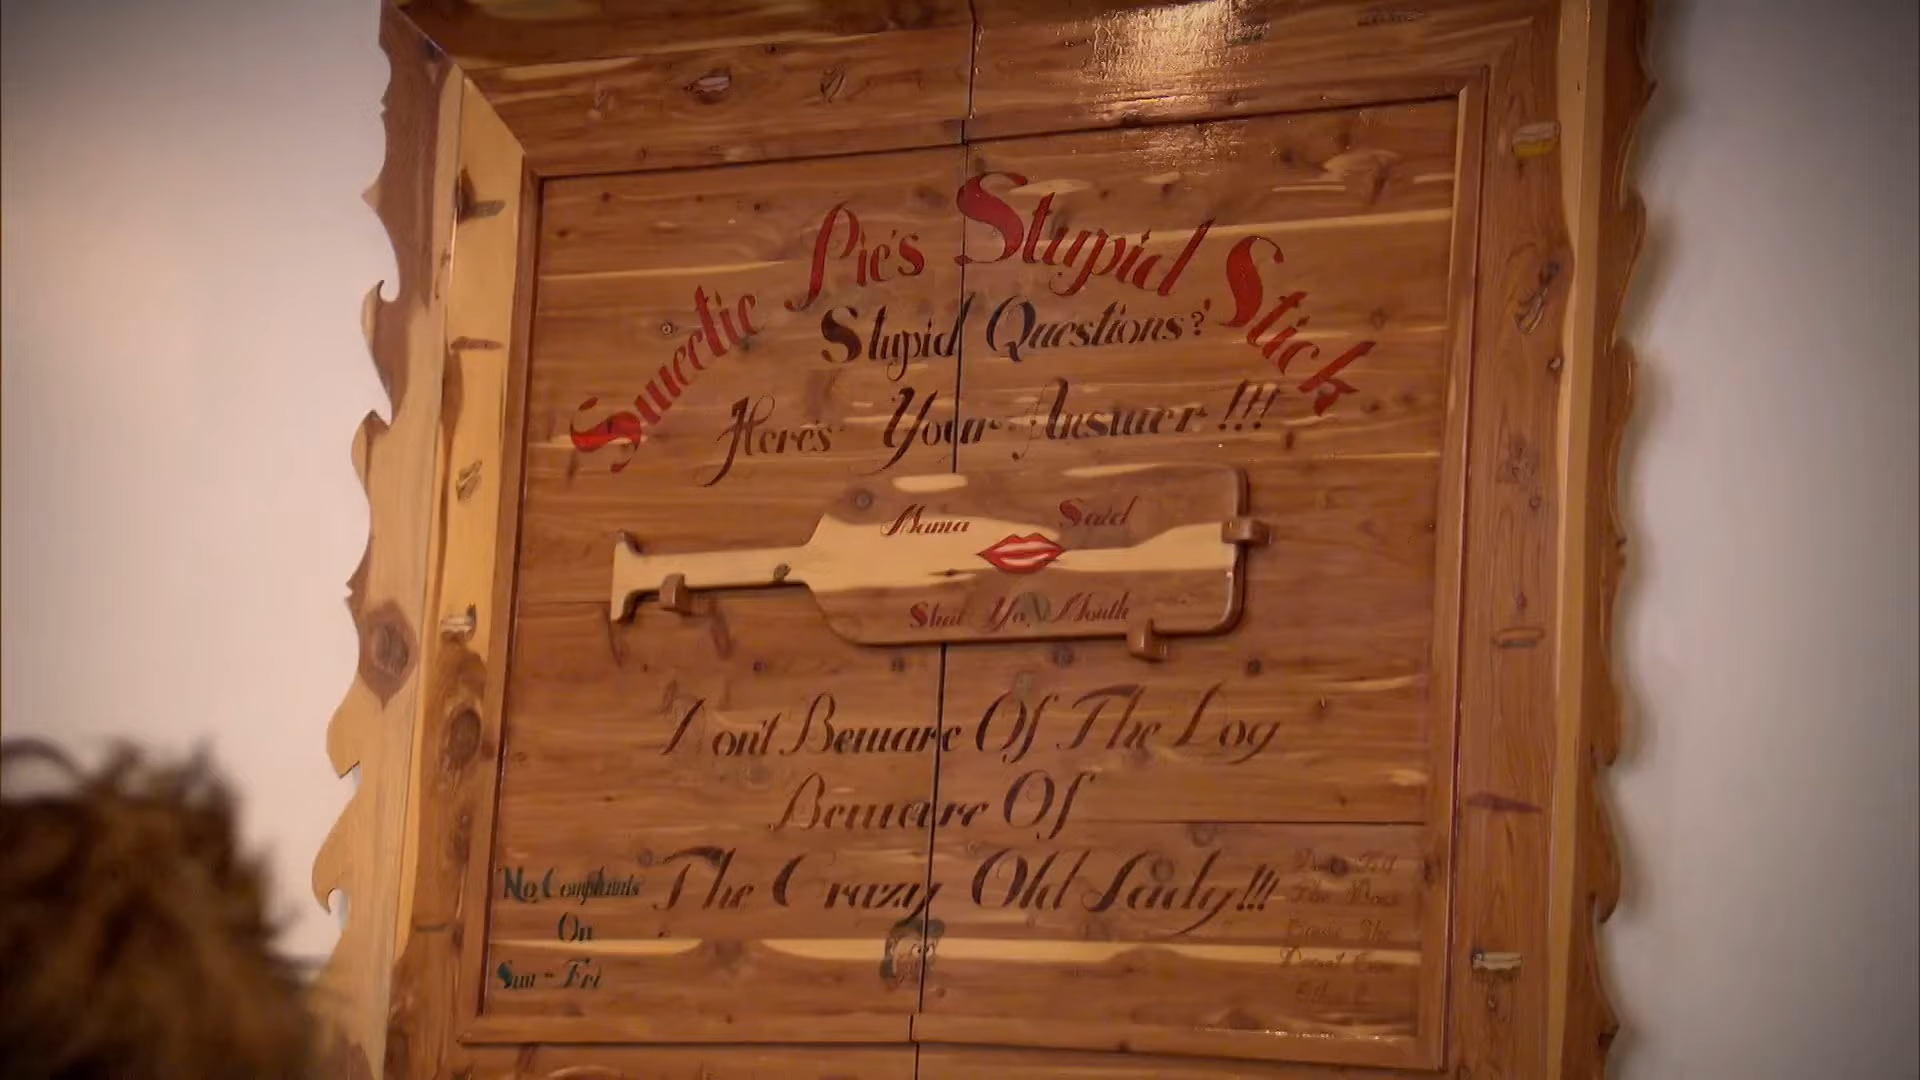 Sweetie Pie's Stupid Stick
Stupid Questions?
Here's Your Answer !!!
Mama Said
Shut Yo Mouth
Don't Beware Of The Dog
Beware Of
The Crazy Old Lady!!!
No Complaints
On
Sun - Fri